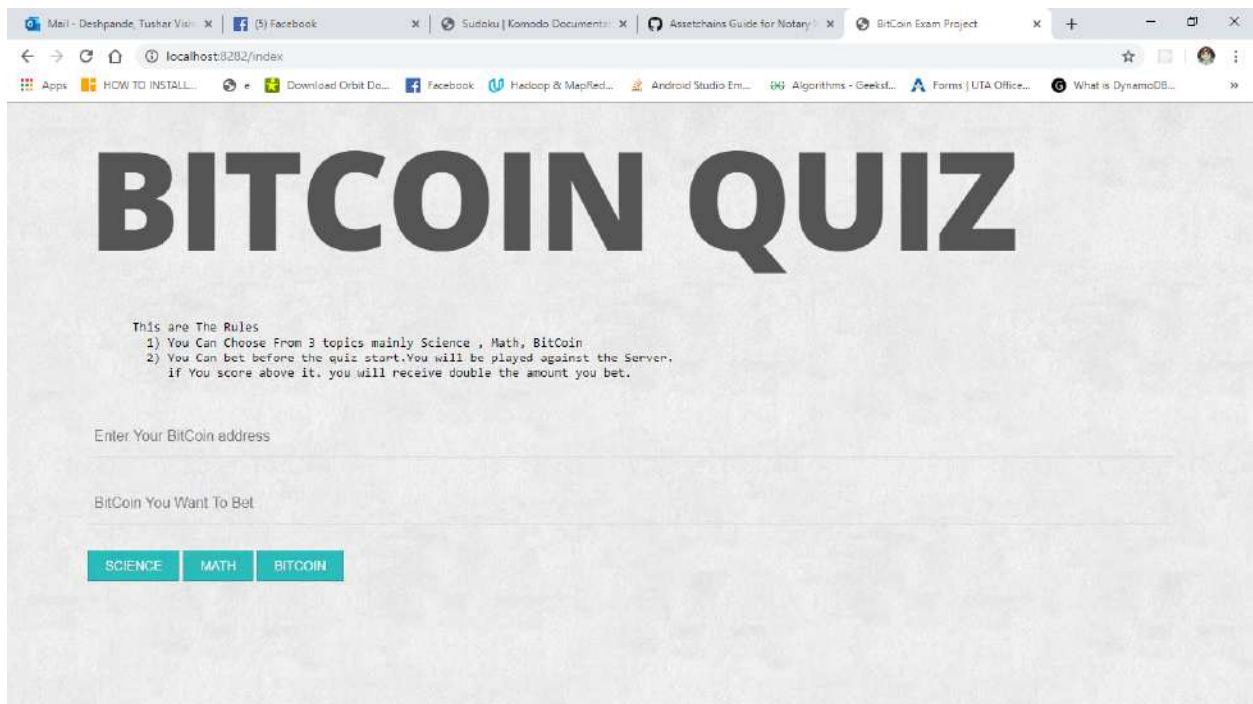 Mail - Deshpande, Tushar Vish
(5) Facebook
Sudoku | Komodo Documenta
Assetchains Guide for Notary
BitCoin Exam Project
localhost:8282/index
Apps
HOW TO INSTALL...
e
Download Orbit Do...
Facebook
Hadoop & MapRed...
Android Studio Em...
Algorithms - Geeksf...
Forms | UTA Office...
What is DynamoDB...
BITCOIN QUIZ
This are The Rules
1) You Can Choose From 3 topics mainly Science , Math, BitCoin
2) You Can bet before the quiz start.You will be played against the Server.
if You score above it. you will receive double the amount you bet.
Enter Your BitCoin address
BitCoin You Want To Bet
SCIENCE MATH BITCOIN